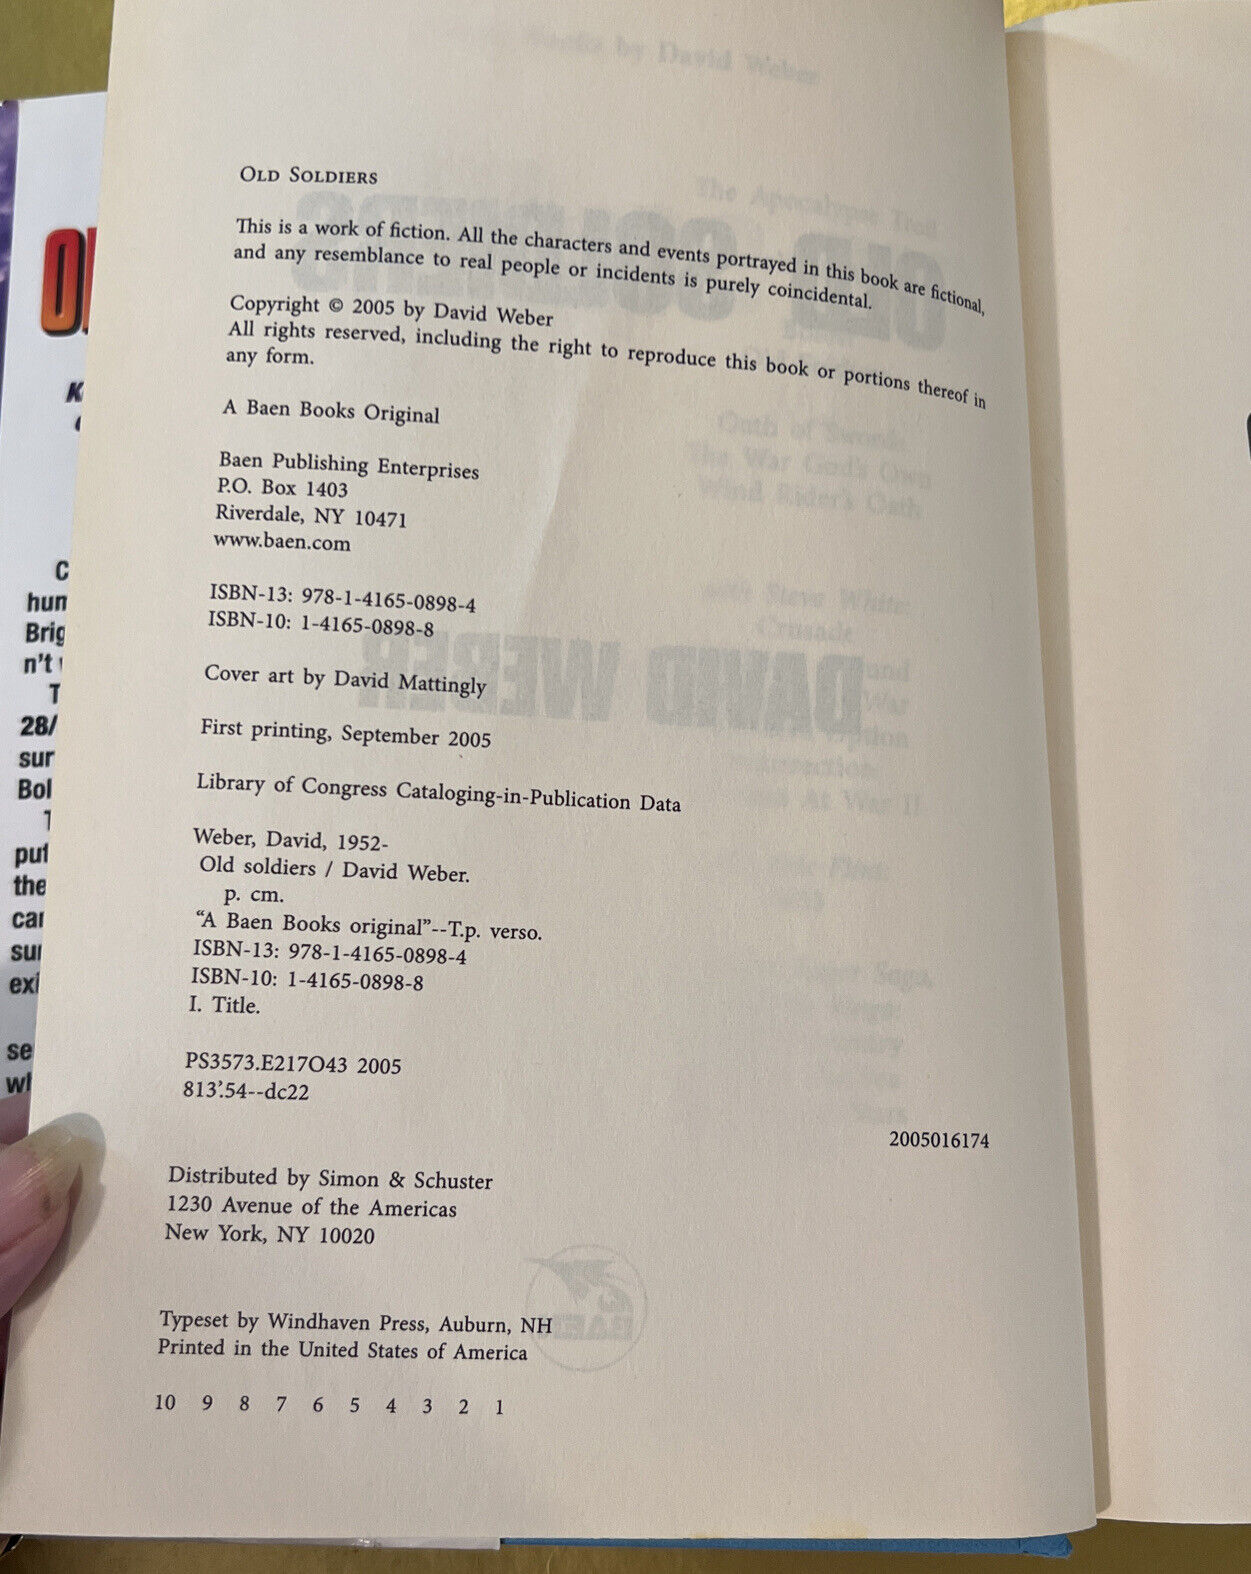 OLD SOLDIERS
This is a work of fiction. All the characters and events portrayed in this book are fictional,
and any resemblance to real people or incidents is purely coincidental.
Copyright © 2005 by David Weber
All rights reserved, including the right to reproduce this book or portions thereof in
any form.
A Baen Books Original
Baen Publishing Enterprises
P.O. Box 1403
Riverdale, NY 10471
www.baen.com
ISBN-13: 978-1-4165-0898-4
ISBN-10: 1-4165-0898-8
Cover art by David Mattingly
First printing, September 2005
Library of Congress Cataloging-in-Publication Data
Weber, David, 1952-
Old soldiers / David Weber.
p. cm.
“A Baen Books original”--T.p. verso.
ISBN-13: 978-1-4165-0898-4
ISBN-10: 1-4165-0898-8
I. Title.
PS3573.E217O43 2005
813'.54--dc22
2005016174
Distributed by Simon & Schuster
1230 Avenue of the Americas
New York, NY 10020
Typeset by Windhaven Press, Auburn, NH
Printed in the United States of America
10 9 8 7 6 5 4 3 2 1